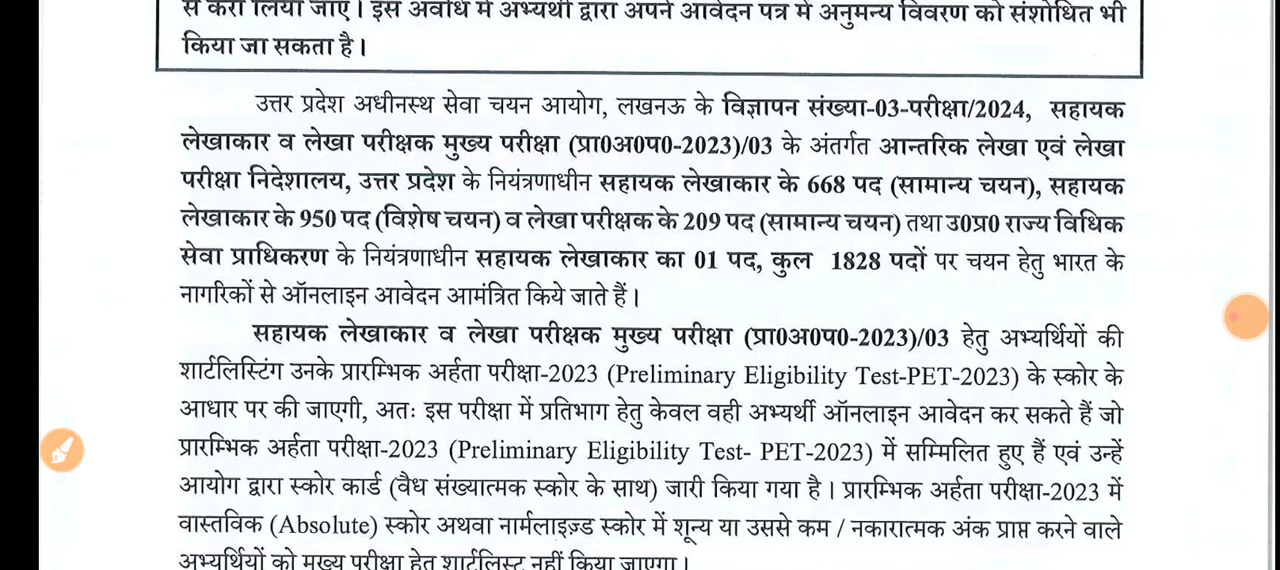 से करा लिया जाए। इस अवधि में अभ्यर्थी द्वारा अपने आवेदन पत्र में अनुमन्य विवरण को संशोधित भी
किया जा सकता है।
उत्तर प्रदेश अधीनस्थ सेवा चयन आयोग, लखनऊ के विज्ञापन संख्या-03-परीक्षा/2024, सहायक
लेखाकार व लेखा परीक्षक मुख्य परीक्षा (प्रा0अ0प0-2023)/03 के अंतर्गत आन्तरिक लेखा एवं लेखा
परीक्षा निदेशालय, उत्तर प्रदेश के नियंत्रणाधीन सहायक लेखाकार के 668 पद (सामान्य चयन), सहायक
लेखाकार के 950 पद (विशेष चयन) व लेखा परीक्षक के 209 पद (सामान्य चयन) तथा उ0प्र0 राज्य विधिक
सेवा प्राधिकरण के नियंत्रणाधीन सहायक लेखाकार का 01 पद, कुल 1828 पदों पर चयन हेतु भारत के
नागरिकों से ऑनलाइन आवेदन आमंत्रित किये जाते हैं।
सहायक लेखाकार व लेखा परीक्षक मुख्य परीक्षा (प्रा0अ0प0-2023)/03 हेतु अभ्यर्थियों की
शार्टलिस्टिंग उनके प्रारम्भिक अर्हता परीक्षा-2023 (Preliminary Eligibility Test-PET-2023) के स्कोर के
आधार पर की जाएगी, अतः इस परीक्षा में प्रतिभाग हेतु केवल वही अभ्यर्थी ऑनलाइन आवेदन कर सकते हैं जो
प्रारम्भिक अर्हता परीक्षा-2023 (Preliminary Eligibility Test- PET-2023) में सम्मिलित हुए हैं एवं उन्हें
आयोग द्वारा स्कोर कार्ड (वैध संख्यात्मक स्कोर के साथ) जारी किया गया है। प्रारम्भिक अर्हता परीक्षा-2023 में
वास्तविक (Absolute) स्कोर अथवा नार्मलाइज़्ड स्कोर में शून्य या उससे कम / नकारात्मक अंक प्राप्त करने वाले
अभ्यर्थियों को मुख्य परीक्षा हेतु शार्टलिस्ट नहीं किया जाएगा।